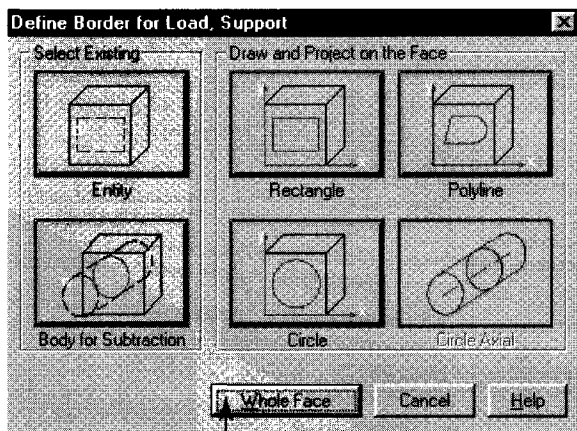 Define Border for Load, Support
Select Existing
Draw and Project on the Face
Entity
Rectangle
Polyline
Body for Subtraction
Circle
Circle Axial
Whole Face
Cancel
Help